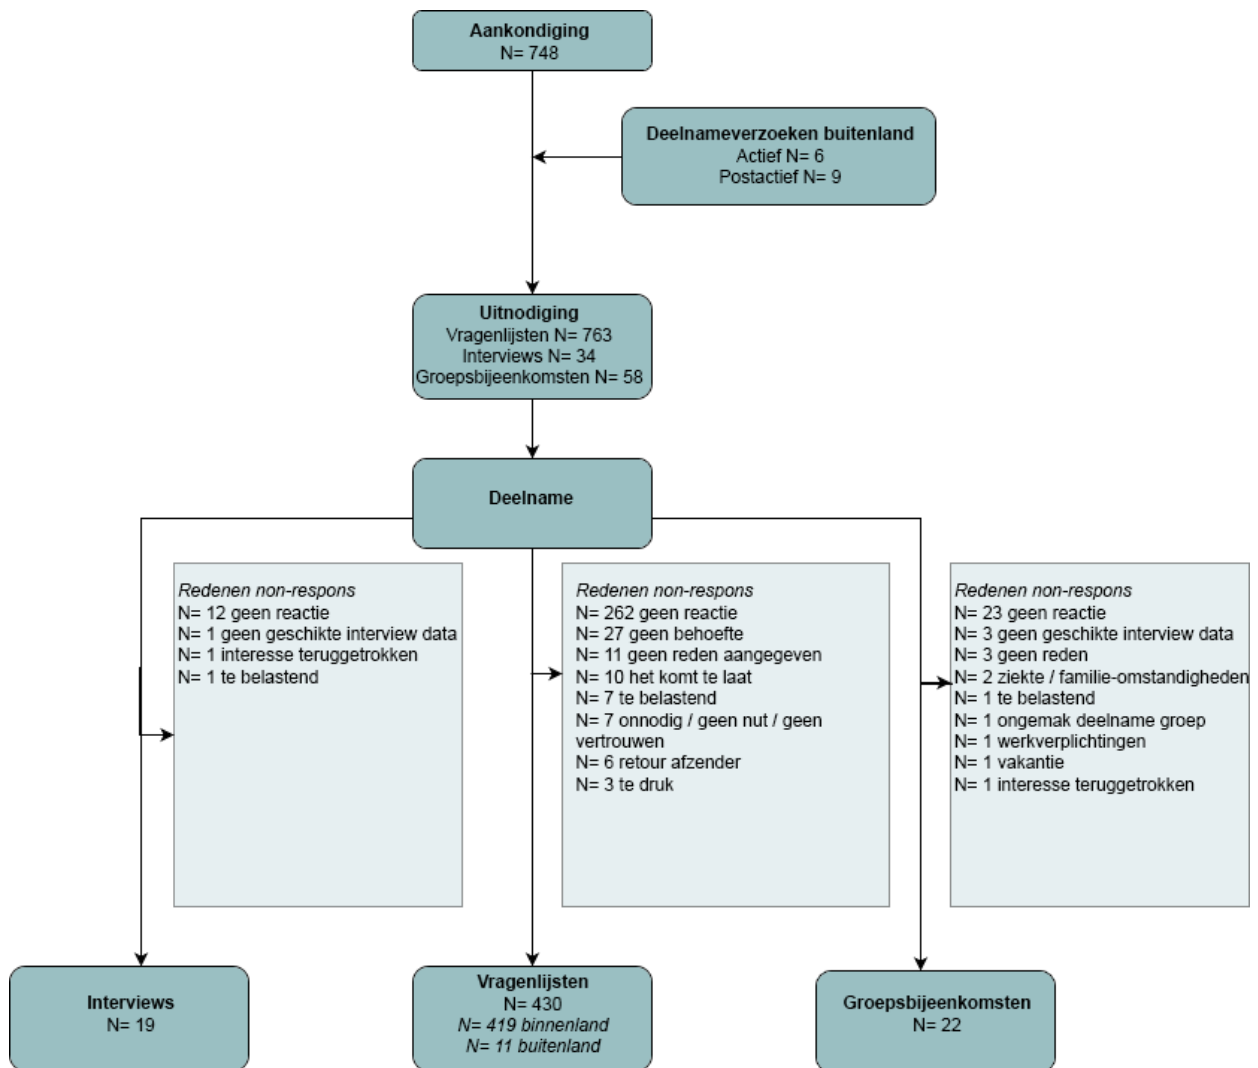 Aankondiging
N= 748
Deelnameverzoeken buitenland
Actief N= 6
Postactief N= 9
Uitnodiging
Vragenlijsten N= 763
Interviews N= 34
Groepsbijeenkomsten N= 58
Deelname
Redenen non-respons
N= 12 geen reactie
N= 1 geen geschikte interview data
N= 1 interesse teruggetrokken
N= 1 te belastend
Redenen non-respons
N= 262 geen reactie
N= 27 geen behoefte
N= 11 geen reden aangegeven
N= 10 het komt te laat
N= 7 te belastend
N= 7 onnodig / geen nut / geen
vertrouwen
N= 6 retour afzender
N= 3 te druk
Redenen non-respons
N= 23 geen reactie
N= 3 geen geschikte interview data
N= 3 geen reden
N= 2 ziekte / familie-omstandigheden
N= 1 te belastend
N= 1 ongemak deelname groep
N= 1 werkverplichtingen
N= 1 vakantie
N= 1 interesse teruggetrokken
Interviews
N= 19
Vragenlijsten
N= 430
N= 419 binnenland
N= 11 buitenland
Groepsbijeenkomsten
N= 22